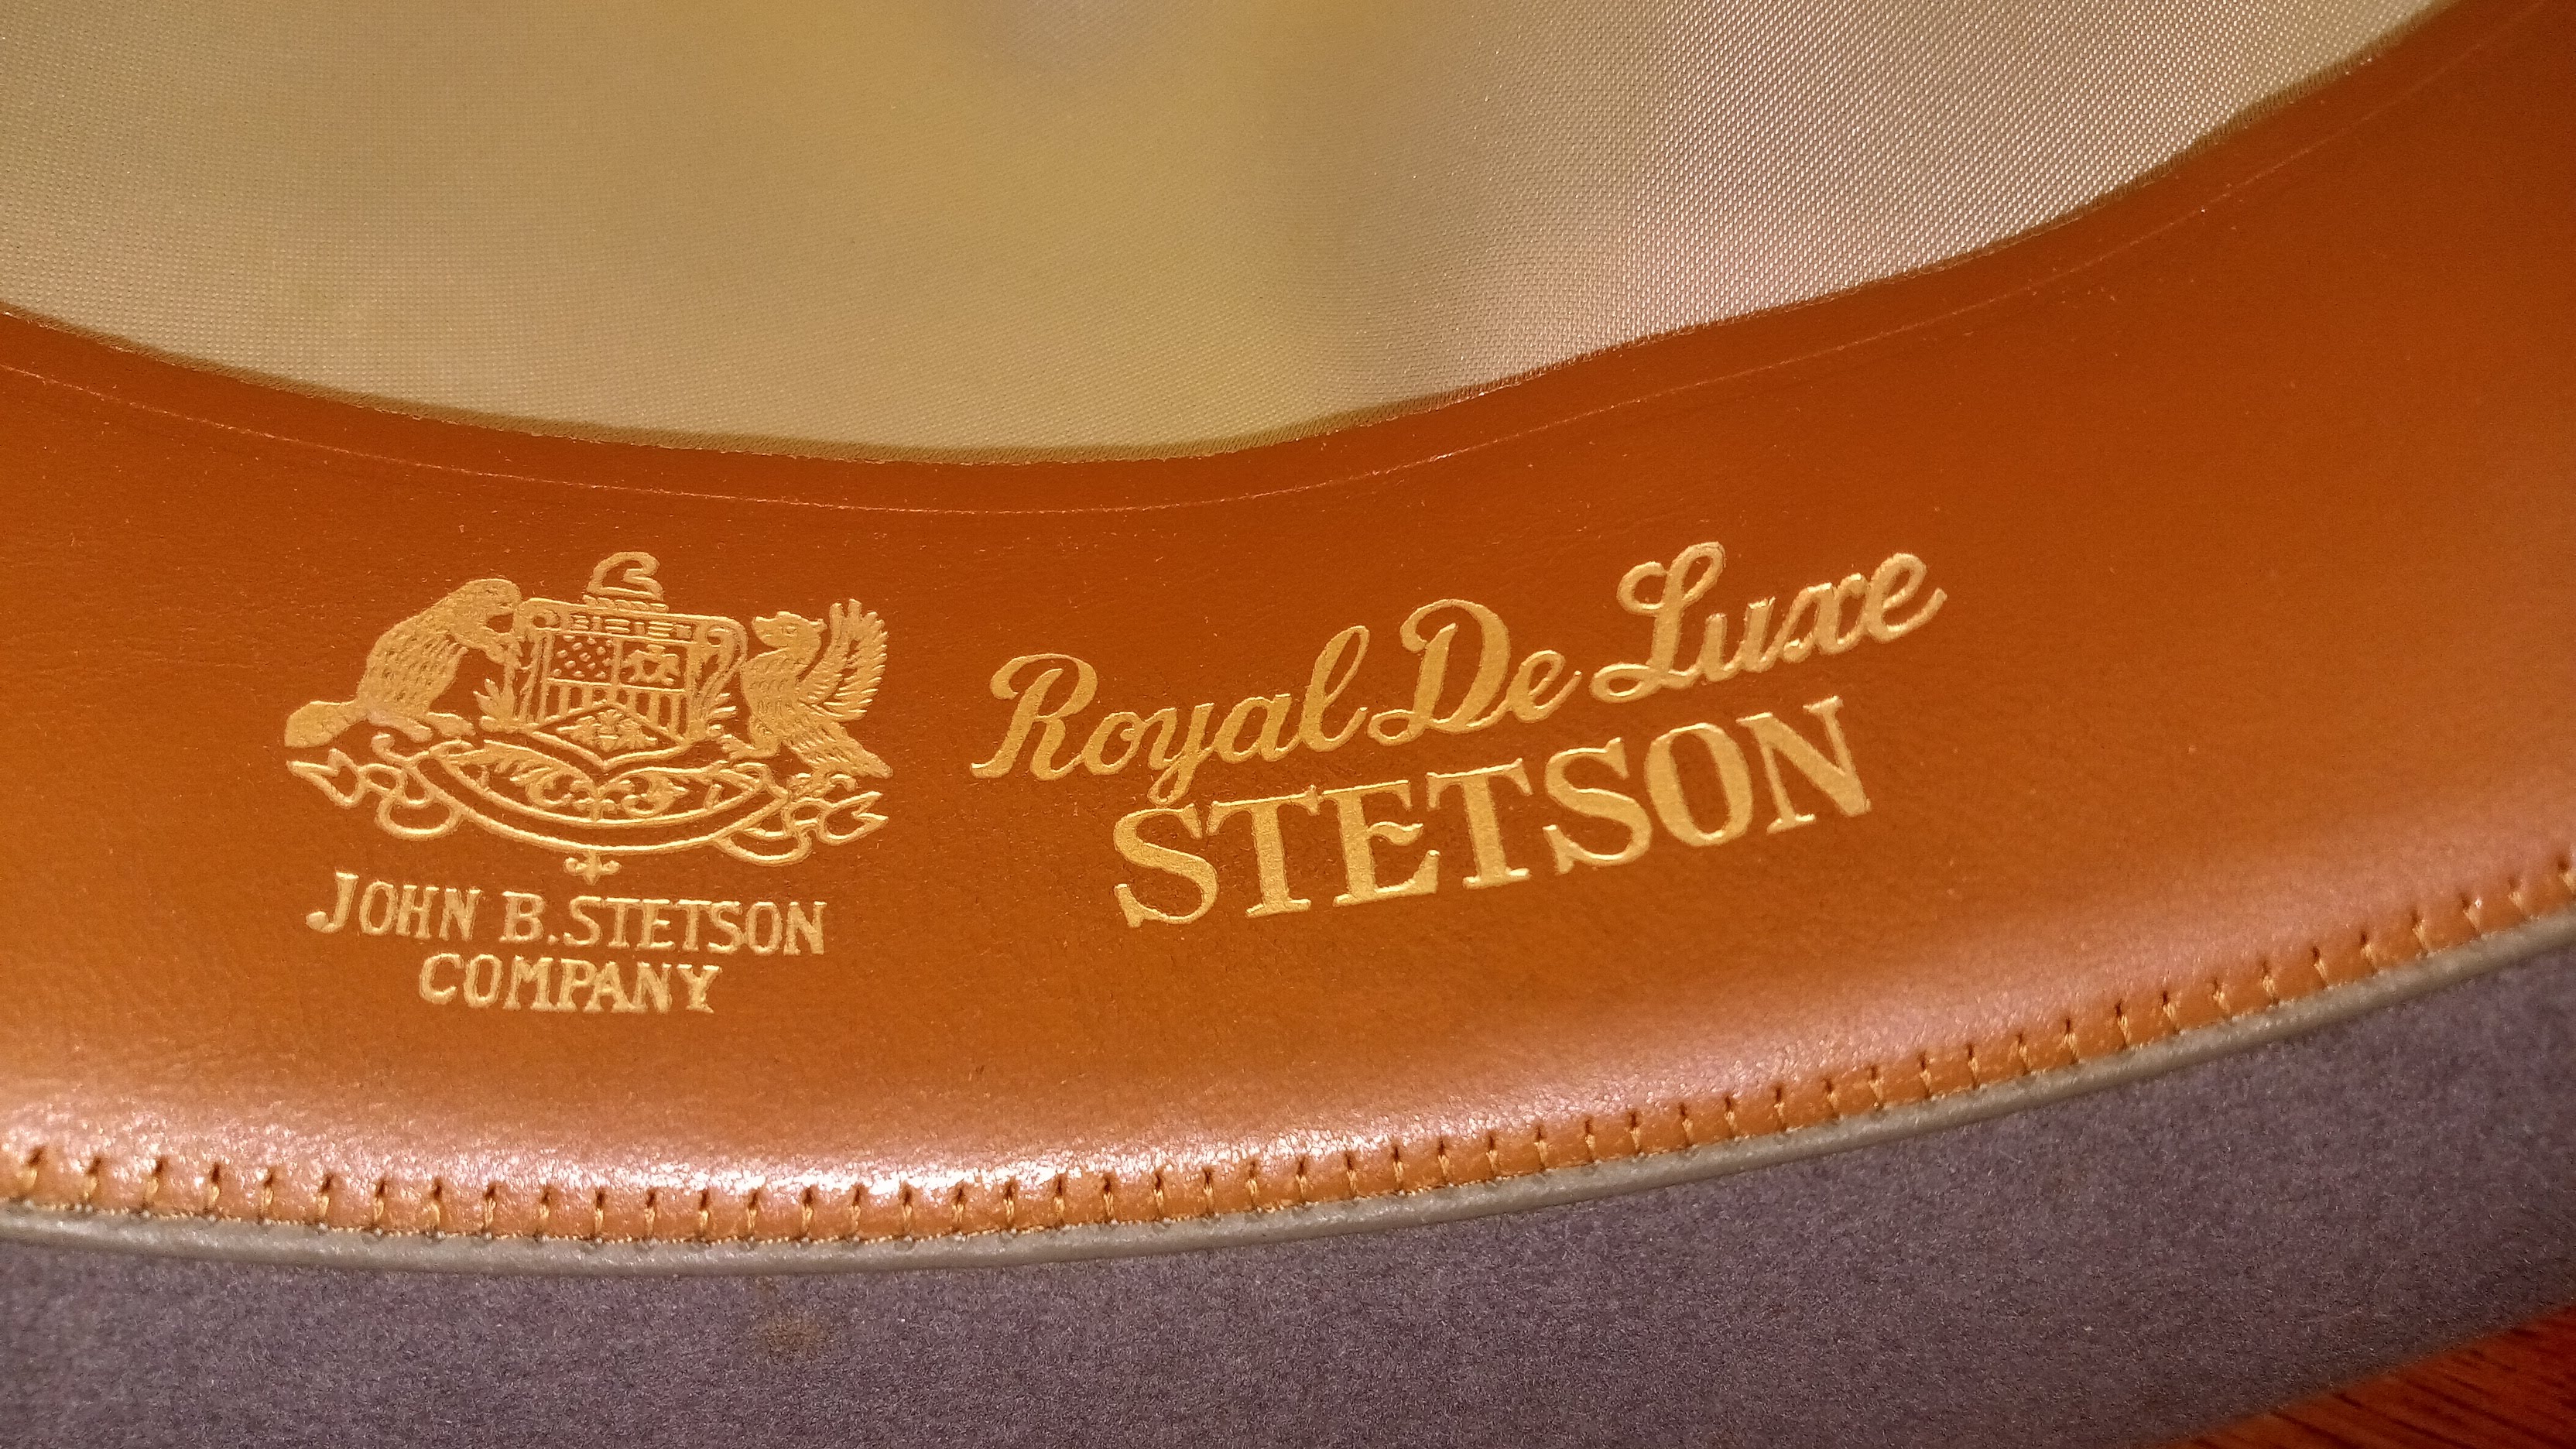 JOHN B. STETSON
COMPANY
Royal De Luxe
STETSON